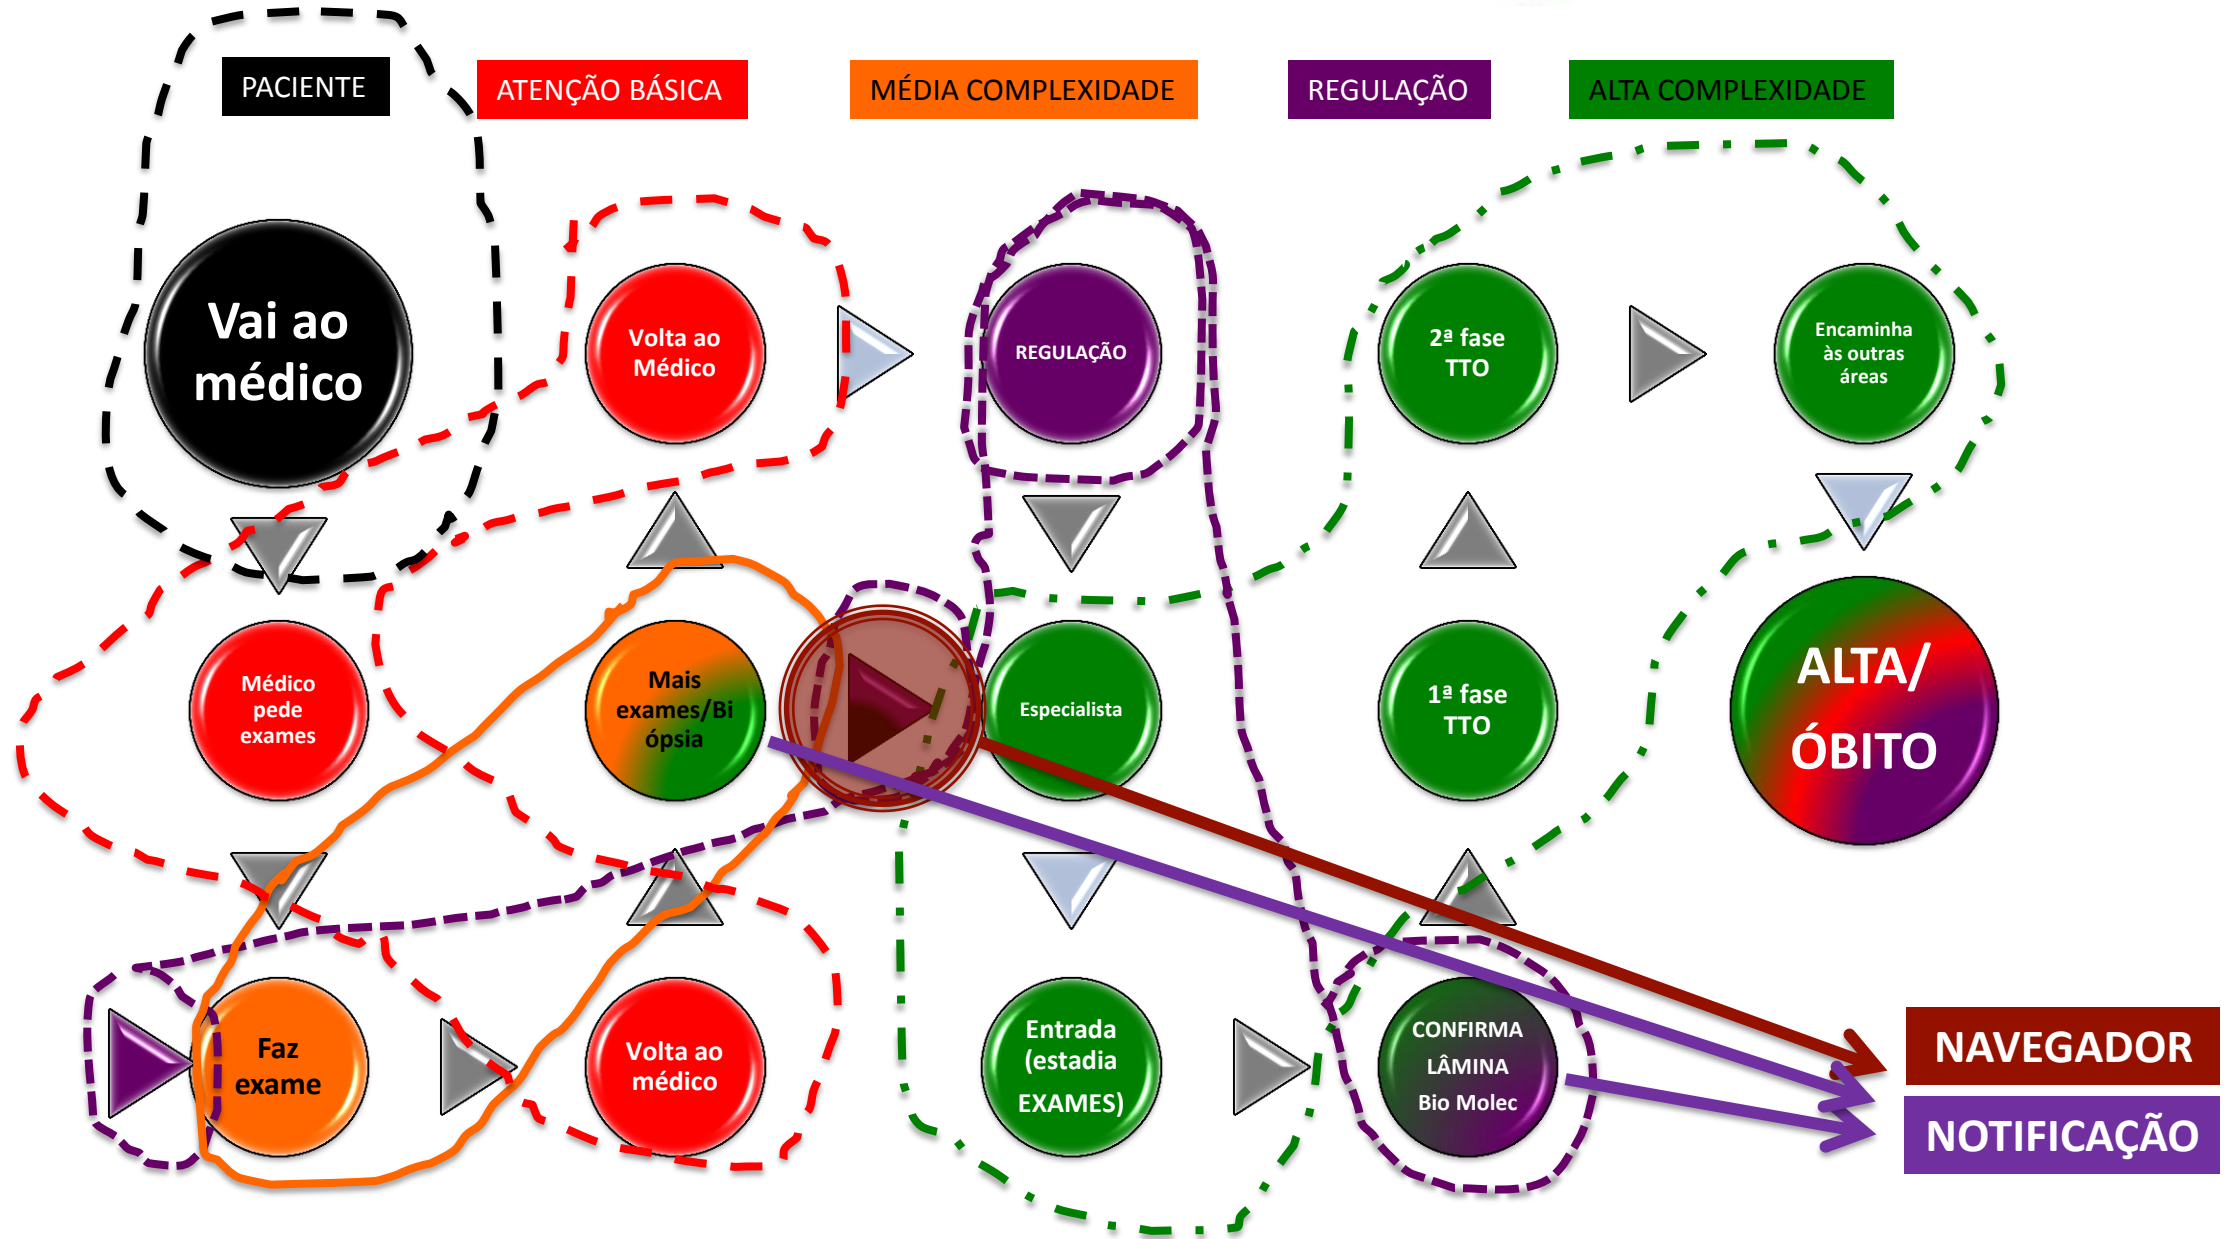 PACIENTE
ATENÇÃO BÁSICA
MÉDIA COMPLEXIDADE
REGULAÇÃO
ALTA COMPLEXIDADE
Vai ao
médico
Volta ao
Médico
REGULAÇÃO
2ª fase
TTO
Encaminha
às outras
áreas
Médico
pede
exames
Mais
exames/Bi
ópsia
Especialista
1ª fase
TTO
ALTA/
ÓBITO
Faz
exame
Volta ao
médico
Entrada
(estadia
EXAMES)
CONFIRMA
LÂMINA
Bio Molec
NAVEGADOR
NOTIFICAÇÃO